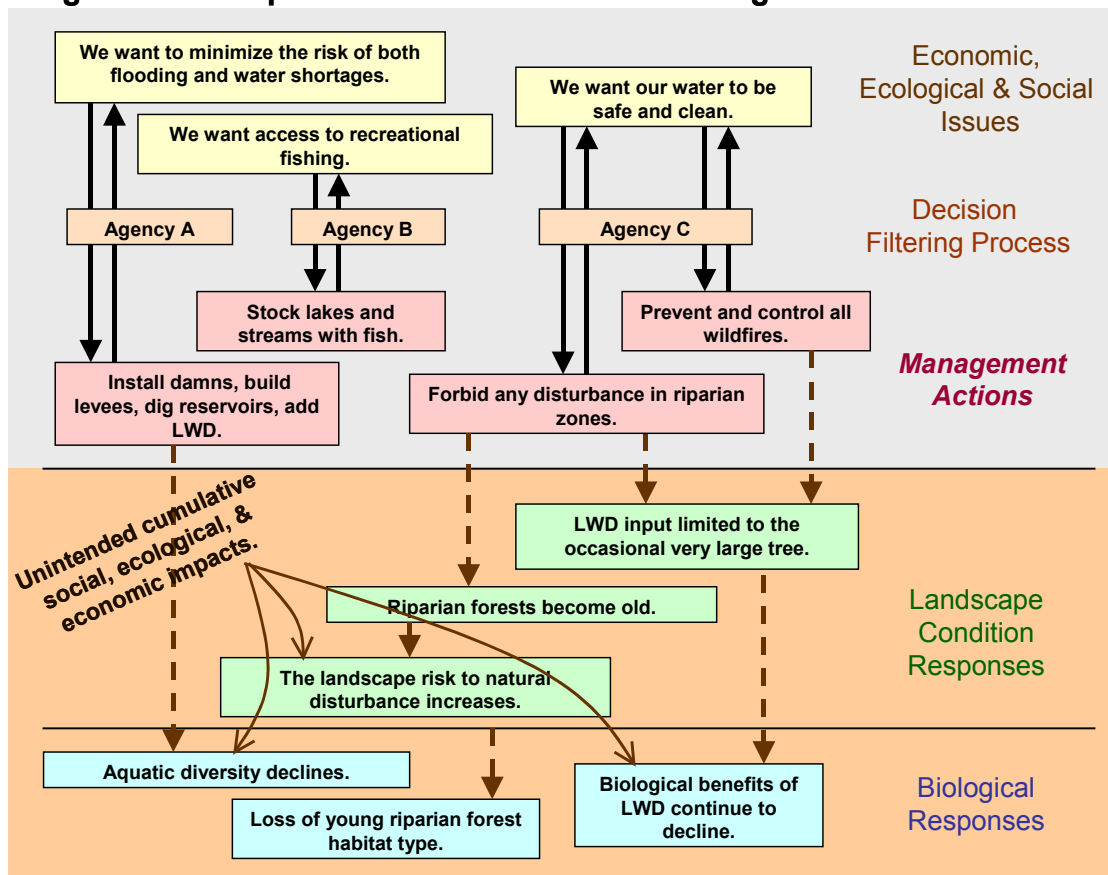 We want to minimize the risk of both
flooding and water shortages.
Economic,
Ecological & Social
Issues
We want our water to be
safe and clean.
We want access to recreational
fishing.
Decision
Filtering Process
Agency A
Agency B
Agency C
Stock lakes and
streams with fish.
Prevent and control all
wildfires.
Management
Actions
Install damns, build
levees, dig reservoirs, add
LWD.
Forbid any disturbance in riparian
zones.
Unintended cumulative
social, ecological, &
economic impacts.
LWD input limited to the
occasional very large tree.
Riparian forests become old.
Landscape
Condition
Responses
The landscape risk to natural
disturbance increases.
Aquatic diversity declines.
Biological benefits of
LWD continue to
decline.
Biological
Responses
Loss of young riparian forest
habitat type.